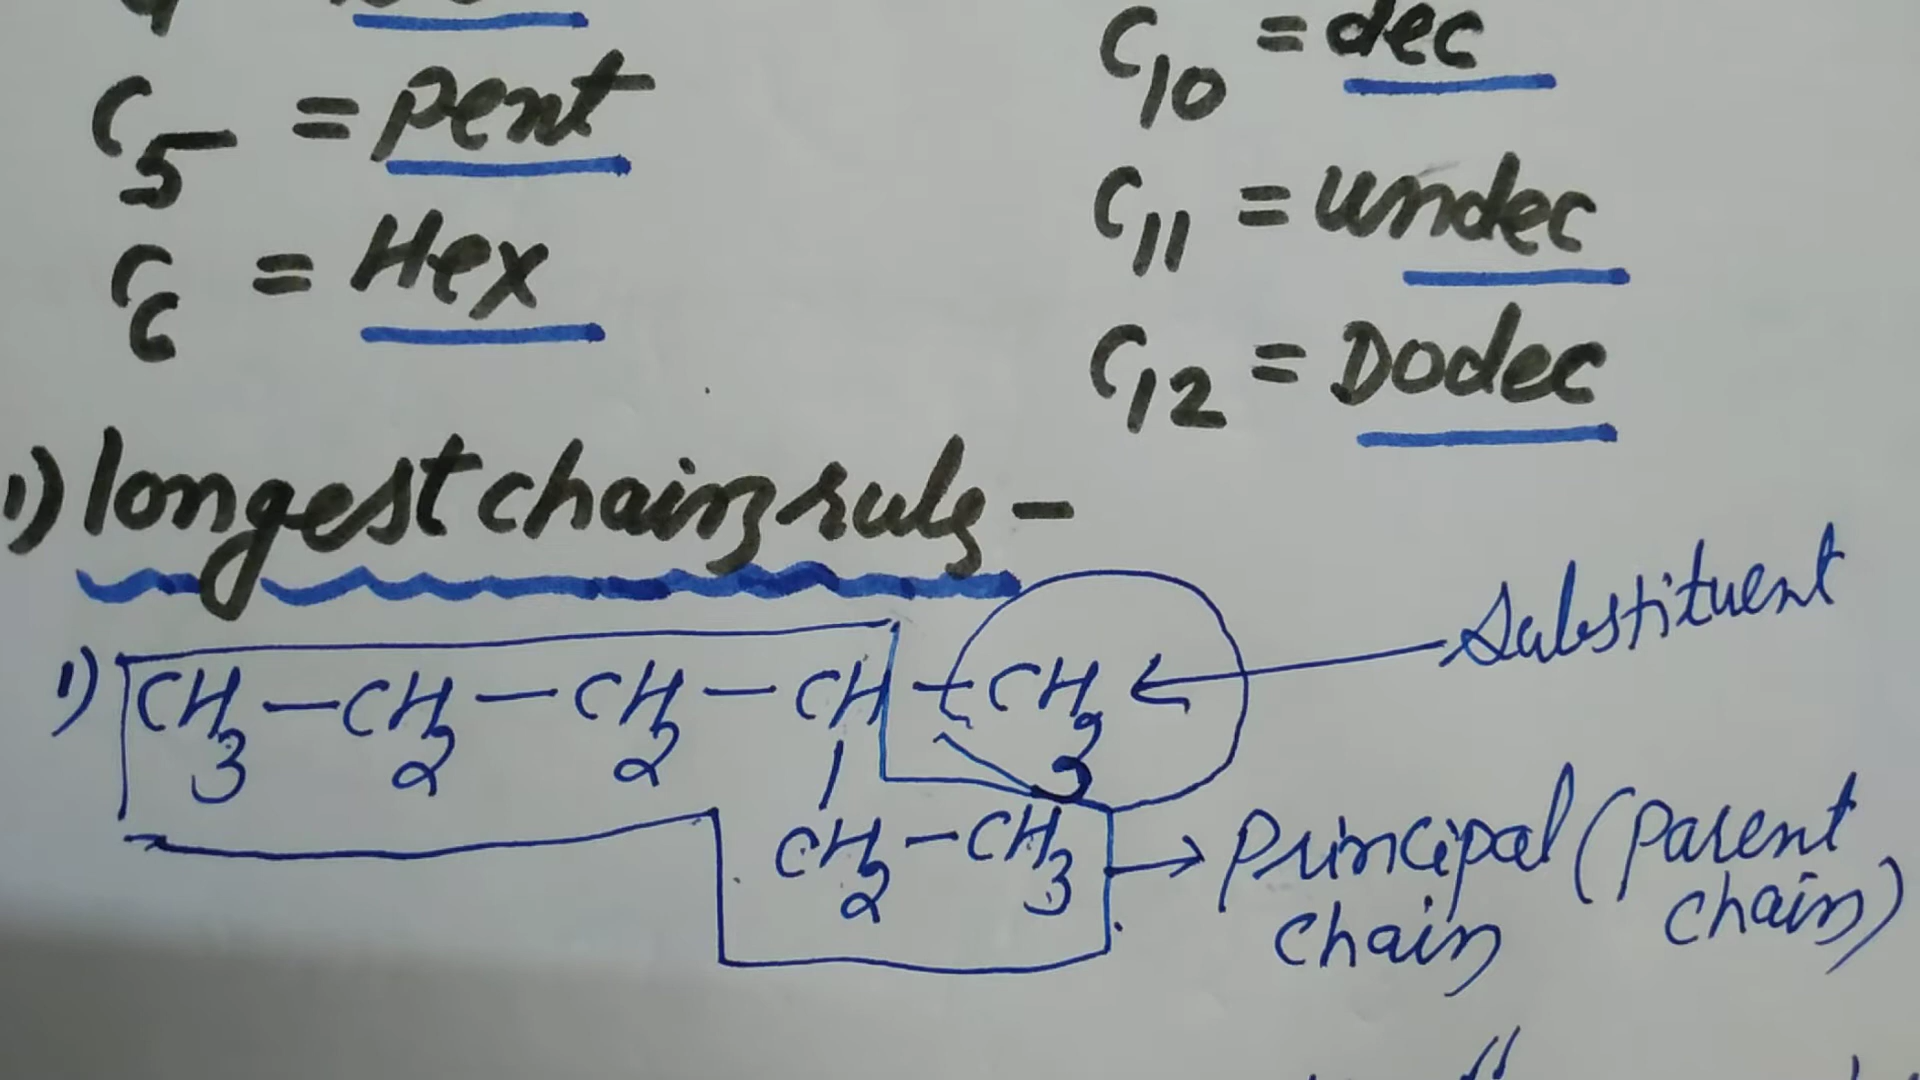 C5 = pent
C6 = Hex
C10 = dec
C11 = undec
C12 = Dodec
1) longest chain rule -
Substituent
1) CH3 - CH2 - CH2 - CH - CH3
|
CH2 - CH3
Principal (Parent
chain chain)